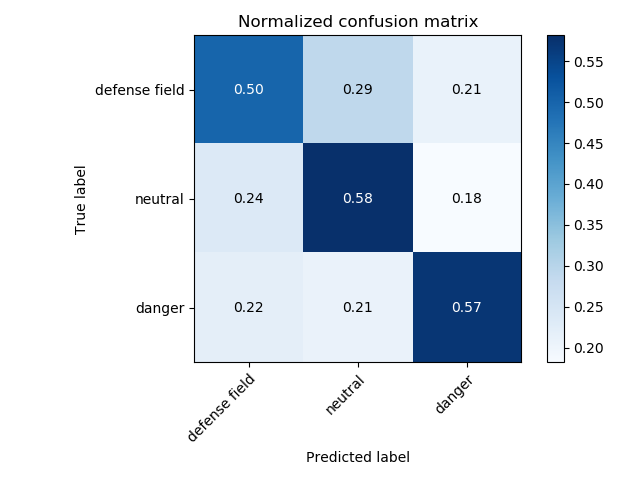 Normalized confusion matrix
True label
defense field
0.50 0.29 0.21
neutral
0.24 0.58 0.18
danger
0.22 0.21 0.57
defense field
neutral
danger
Predicted label
0.55
0.50
0.45
0.40
0.35
0.30
0.25
0.20